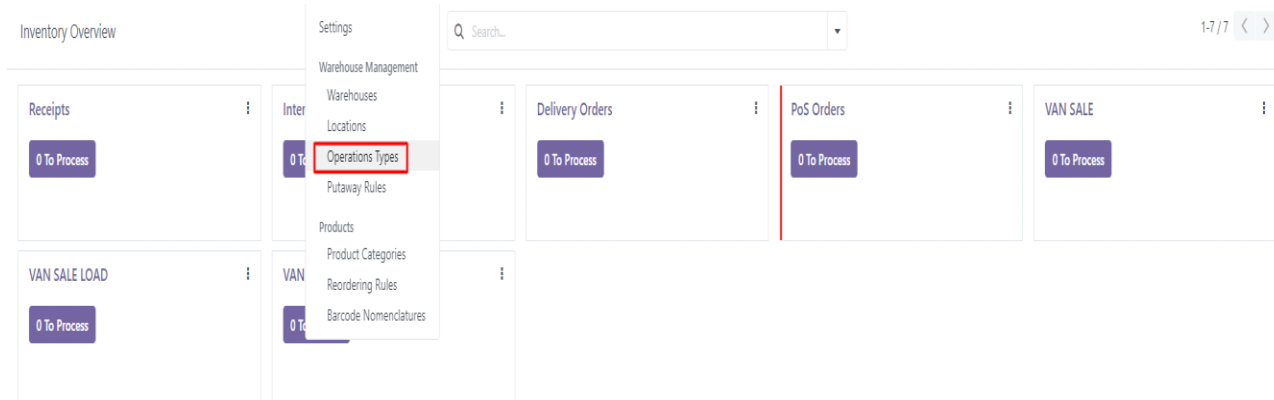 Inventory Overview
Settings
Search...
1-7 / 7
Warehouse Management
Warehouses
Locations
Operations Types
Putaway Rules
Products
Product Categories
Reordering Rules
Barcode Nomenclatures
Receipts
0 To Process
Inter
0 To
Delivery Orders
0 To Process
PoS Orders
0 To Process
VAN SALE
0 To Process
VAN SALE LOAD
0 To Process
VAN
0 To